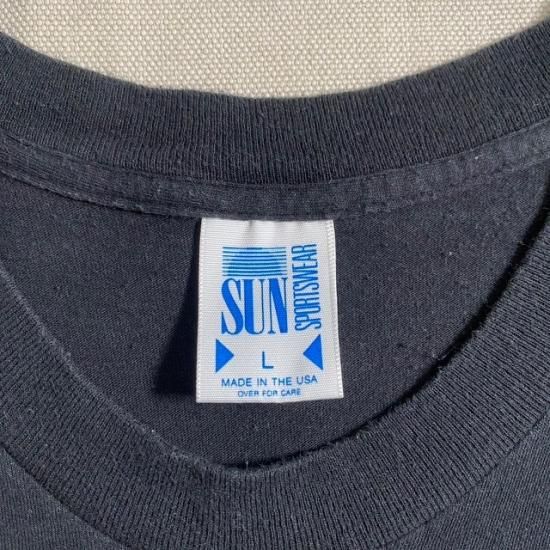 SUN
SPORTSWEAR
L
MADE IN THE USA
OVER FOR CARE